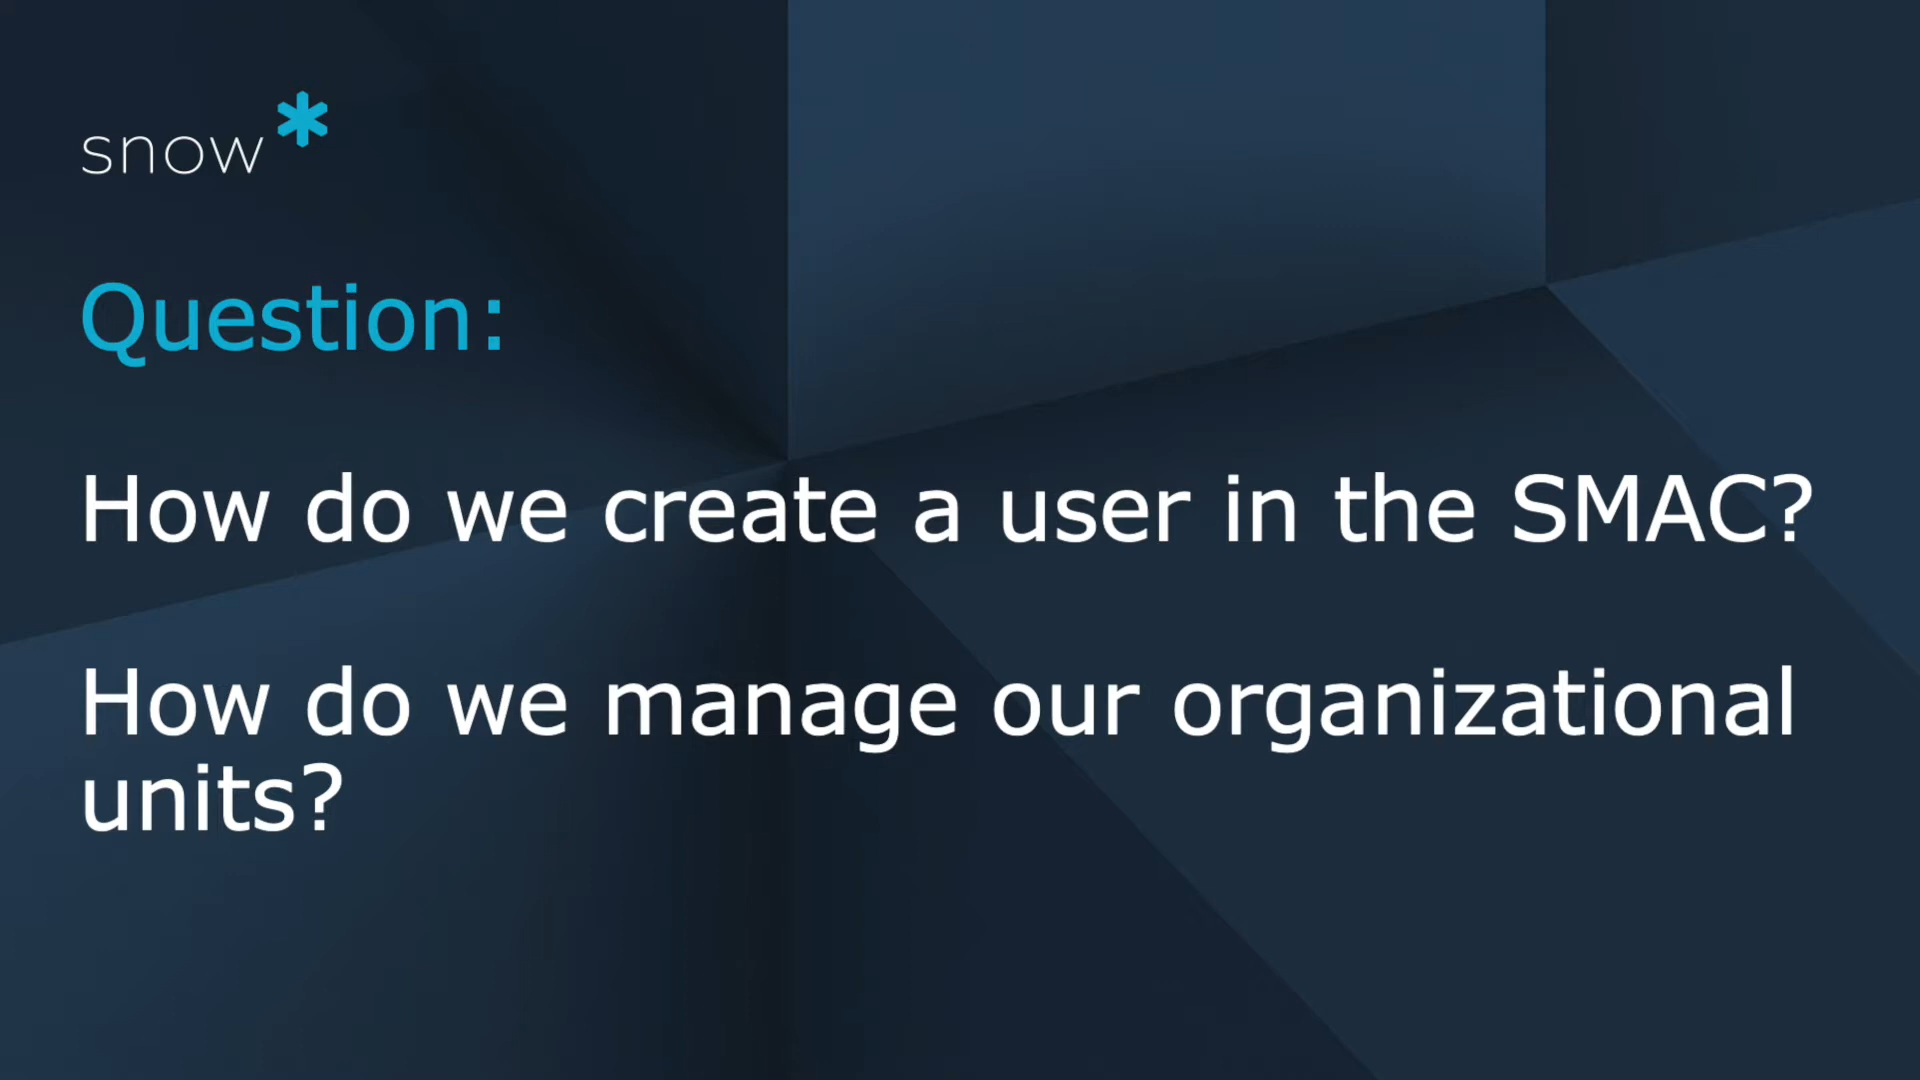 snow*
Question:
How do we create a user in the SMAC?
How do we manage our organizational
units?